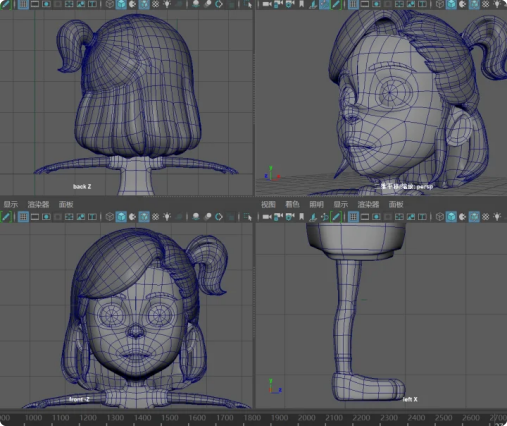 back Z
persp
显示 渲染器 面板
视图 着色 照明 显示 渲染器 面板
front -Z
left X
1000 1100 1200 1300 1400 1500 1600 1700 1800 1900 2000 2100 2200 2300 2400 2500 2600 2700